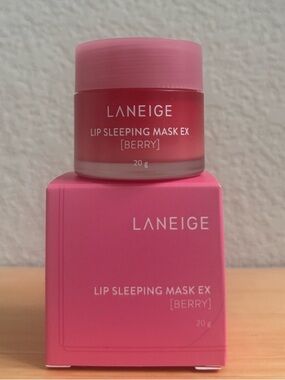 LANEIGE
LIP SLEEPING MASK EX
[BERRY]
20 g
LANEIGE
LIP SLEEPING MASK EX
[BERRY]
20 g